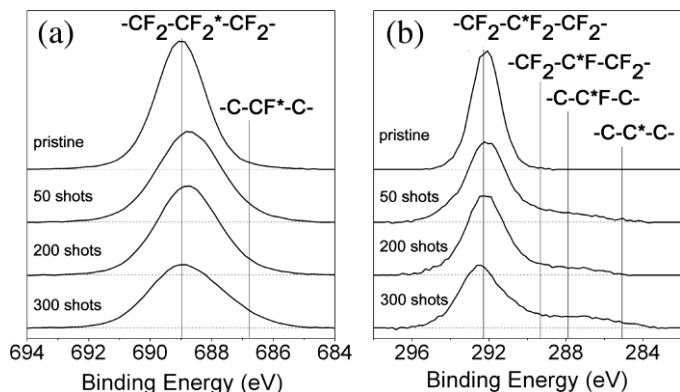 (a)
-CF₂-CF₂*-CF₂-
-C-CF*-C-
pristine
50 shots
200 shots
300 shots
694 692 690 688 686 684
Binding Energy (eV)
(b)
-CF₂-C*F₂-CF₂-
-CF₂-C*F-CF₂-
-C-C*F-C-
-C-C*-C-
pristine
50 shots
200 shots
300 shots
296 292 288 284
Binding Energy (eV)